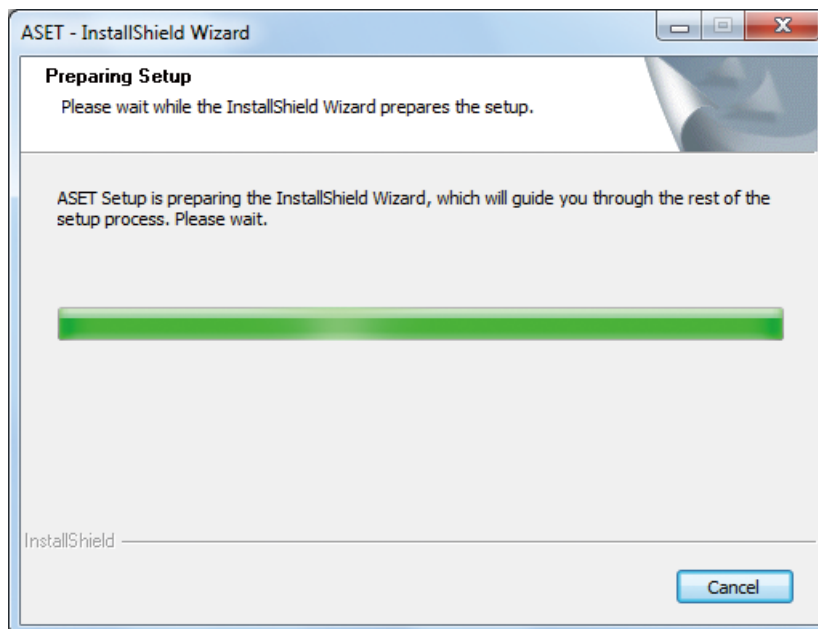 ASET - InstallShield Wizard
Preparing Setup
Please wait while the InstallShield Wizard prepares the setup.
ASET Setup is preparing the InstallShield Wizard, which will guide you through the rest of the
setup process. Please wait.
InstallShield
Cancel